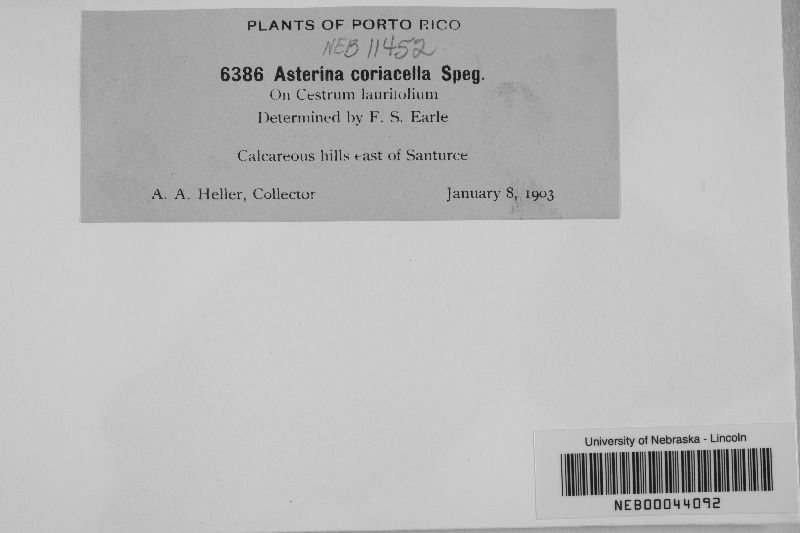 PLANTS OF PORTO RICO
NEB 11452
6386 Asterina coriacella Speg.
On Cestrum laurifolium
Determined by F. S. Earle
Calcareous hills east of Santurce
A. A. Heller, Collector January 8, 1903
University of Nebraska - Lincoln
NEB00044092